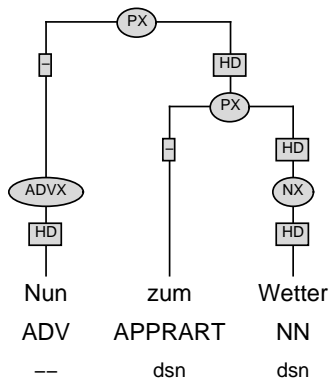 PX
– HD
PX
– HD
ADVX NX
HD HD
Nun zum Wetter
ADV APPRART NN
–– dsn dsn